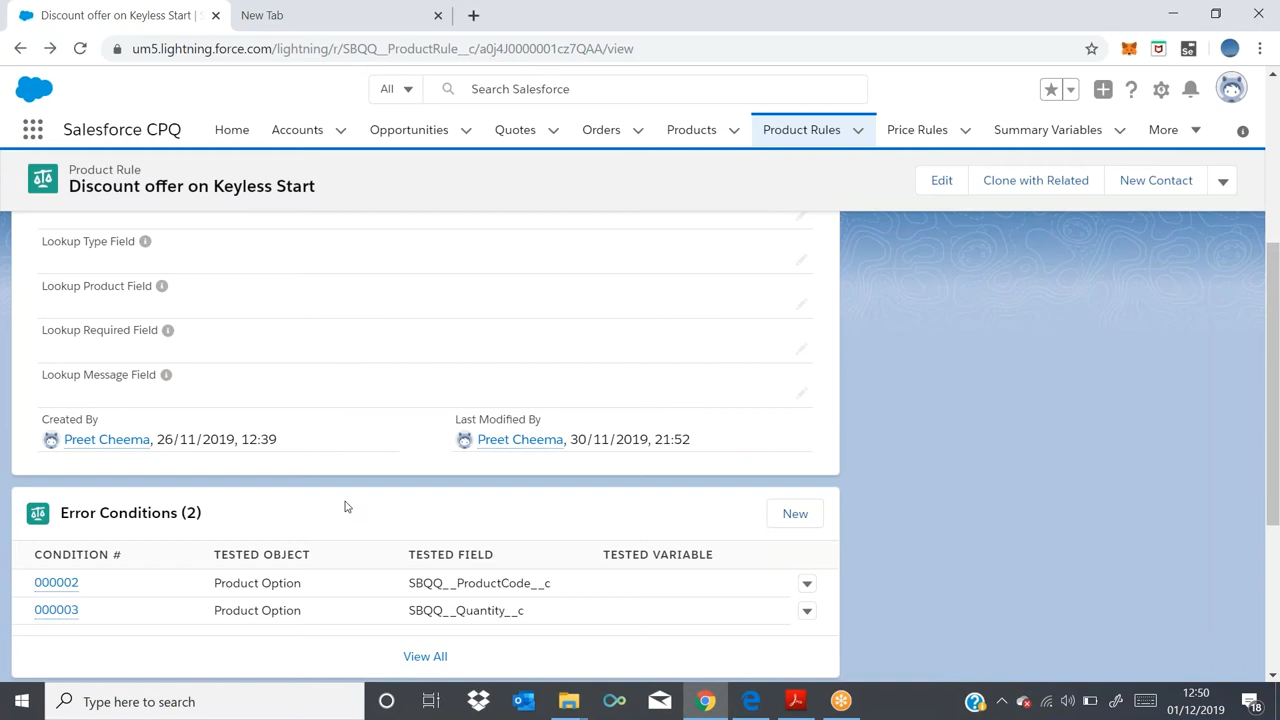 Discount offer on Keyless Start |
New Tab
um5.lightning.force.com/lightning/r/SBQQ__ProductRule__c/a0j4J0000001cz7QAA/view
All
Search Salesforce
Salesforce CPQ
Home
Accounts
Opportunities
Quotes
Orders
Products
Product Rules
Price Rules
Summary Variables
More
Product Rule
Discount offer on Keyless Start
Edit
Clone with Related
New Contact
Lookup Type Field
Lookup Product Field
Lookup Required Field
Lookup Message Field
Created By
Last Modified By
Preet Cheema, 26/11/2019, 12:39
Preet Cheema, 30/11/2019, 21:52
Error Conditions (2)
New
CONDITION # TESTED OBJECT TESTED FIELD TESTED VARIABLE
000002 Product Option SBQQ__ProductCode__c
000003 Product Option SBQQ__Quantity__c
View All
Type here to search
12:50
01/12/2019
18